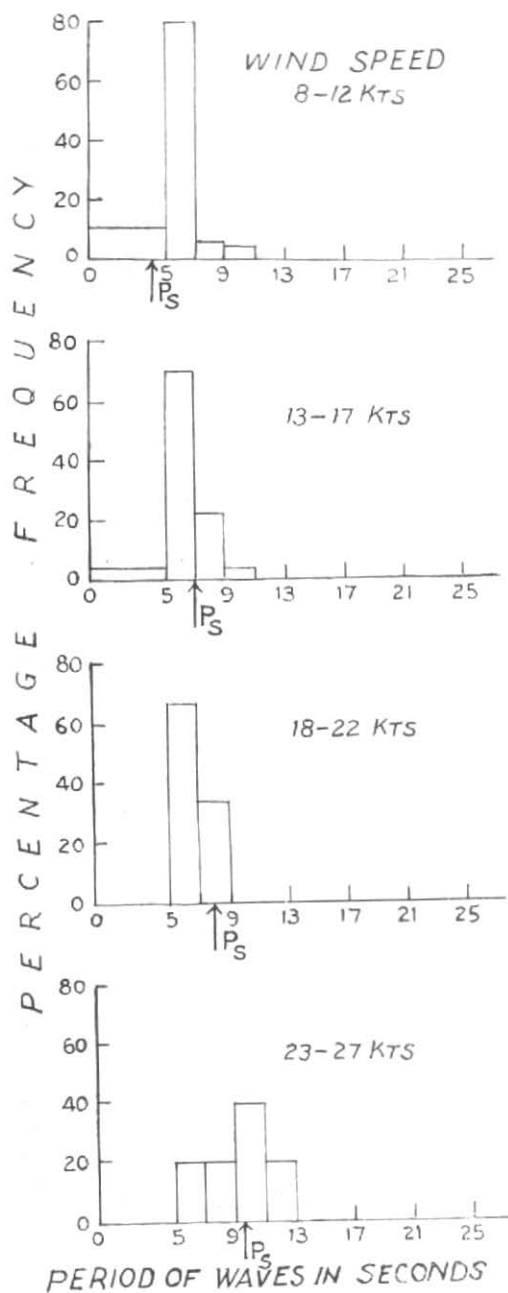 PERCENTAGE FREQUENCY
80
60
40
20
0
WIND SPEED
8-12 KTS
0 5 9 13 17 21 25
PS
80
60
40
20
0
13-17 KTS
0 5 9 13 17 21 25
PS
80
60
40
20
0
18-22 KTS
0 5 9 13 17 21 25
PS
80
60
40
20
0
23-27 KTS
0 5 9 13 17 21 25
PS
PERIOD OF WAVES IN SECONDS